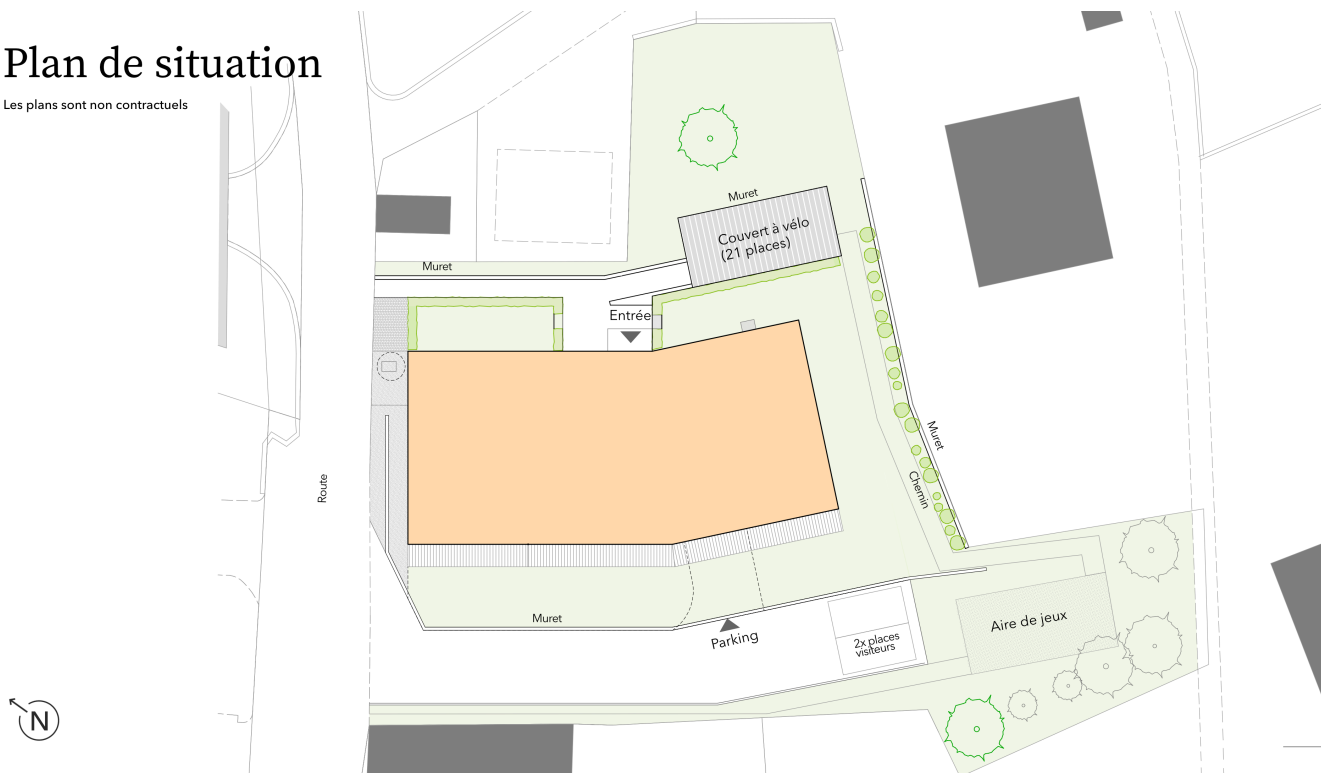 Plan de situation
Les plans sont non contractuels
Muret
Couvert à vélo
(21 places)
Muret
Entrée
Muret
Chemin
Route
Muret
Parking
2x places
visiteurs
Aire de jeux
N